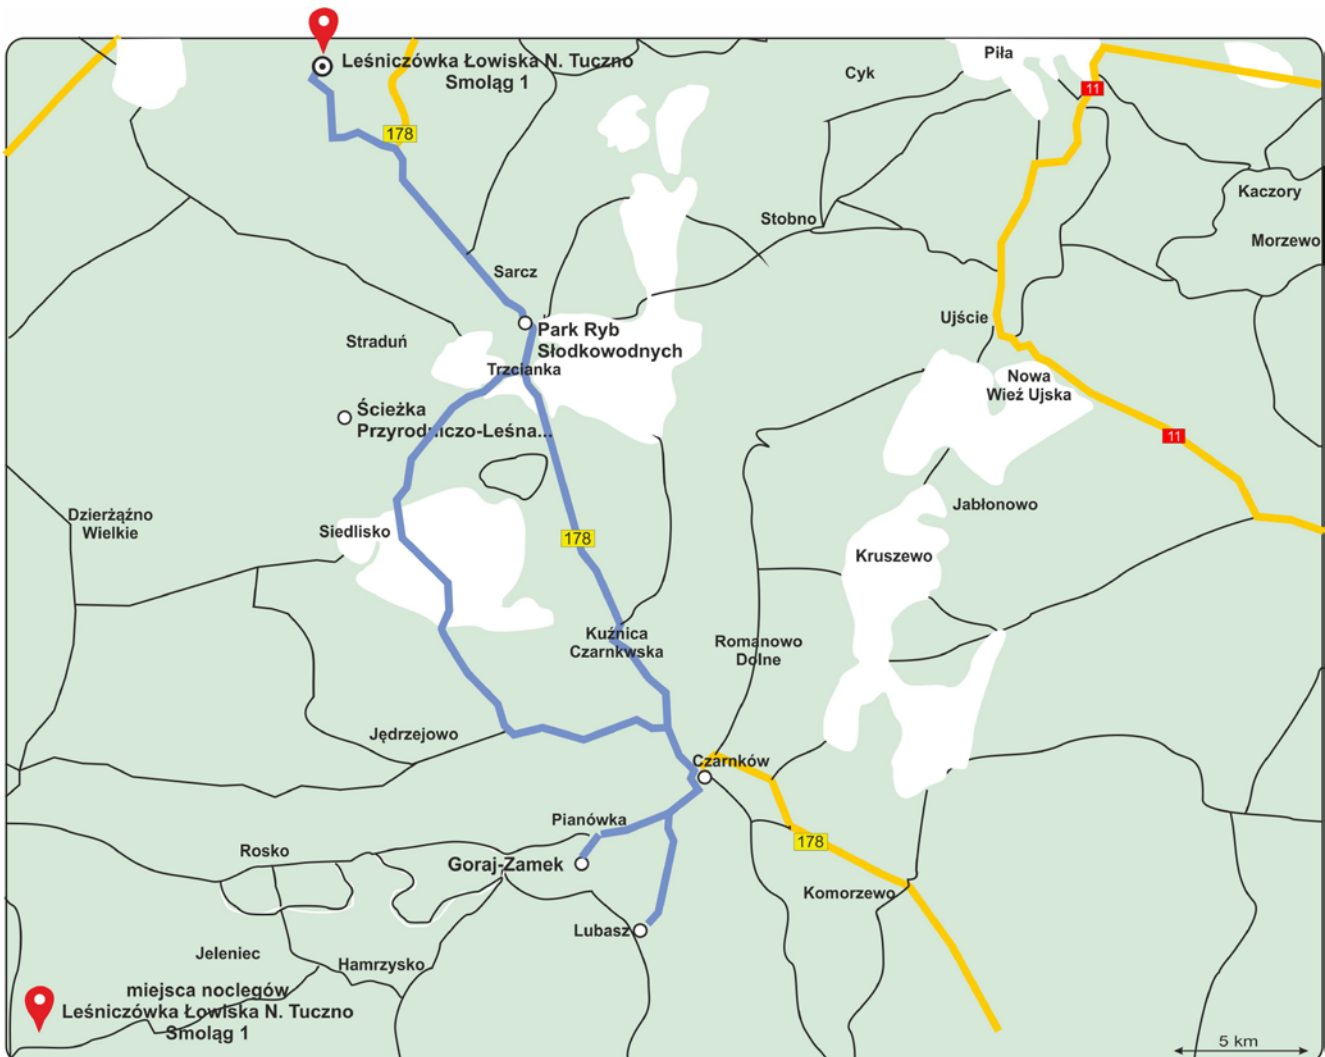 Leśniczówka Łowiska N. Tuczno
Smoląg 1
Piła
Cyk
11
178
Kaczory
Stobno
Morzewo
Sarcz
Ujście
Park Ryb
Słodkowodnych
Straduń
Trzcianka
Nowa
Wieź Ujska
Ścieżka
Przyrodniczo-Leśna...
11
Jabłonowo
Dzierżąźno
Wielkie
Siedlisko
178
Kruszewo
Kuźnica
Czarnkwska
Romanowo
Dolne
Jędrzejowo
Czarnków
Pianówka
178
Rosko
Goraj-Zamek
Komorzewo
Lubasz
Jeleniec
Hamrzysko
miejsca noclegów
Leśniczówka Łowiska N. Tuczno
Smoląg 1
5 km